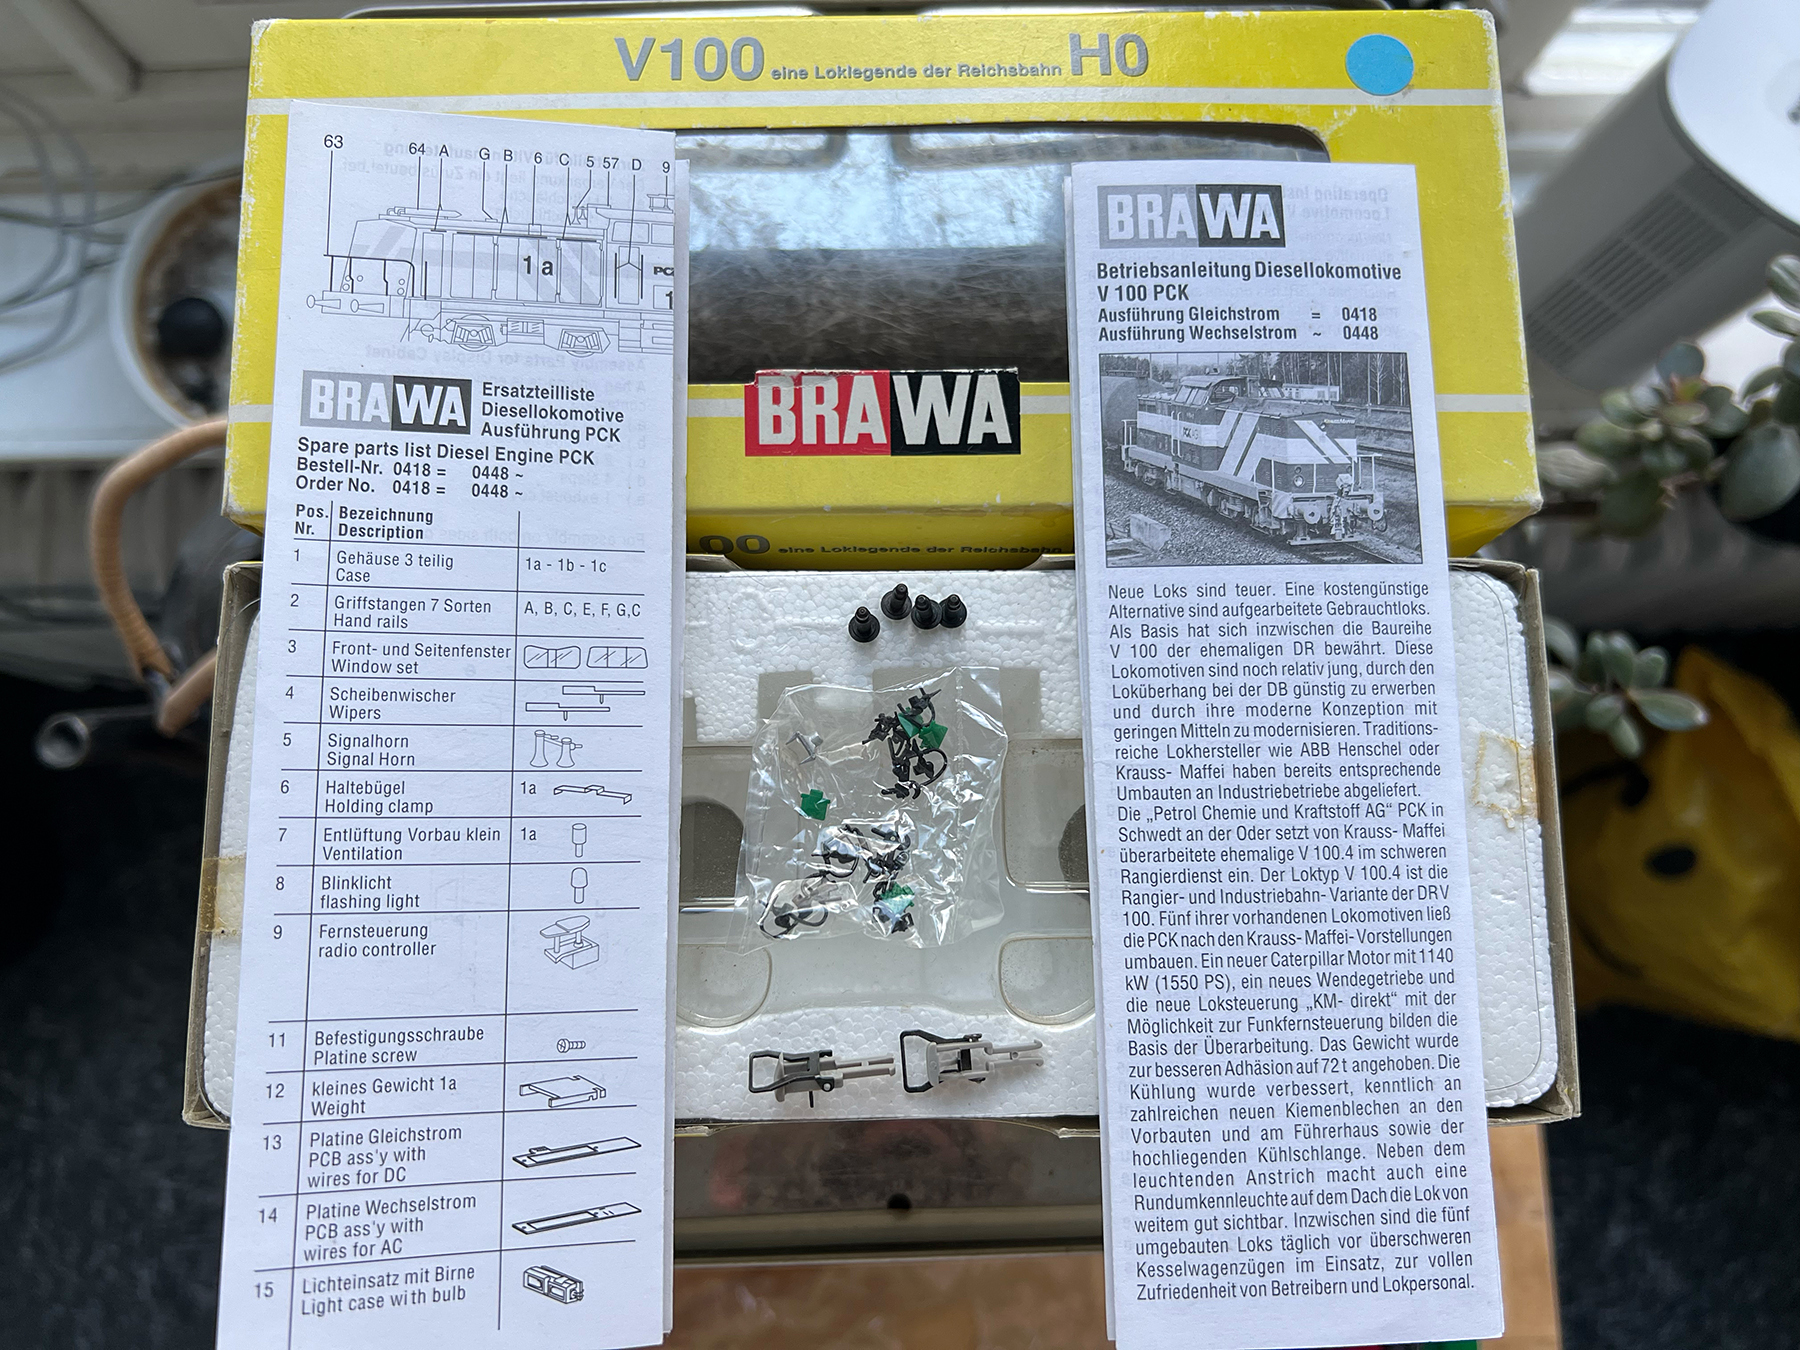 V100 eine Loklegende der Reichsbahn H0
63 64 A G B 6 C 5 57 D 9
1a
1
BRAWA
Ersatzteilliste
Diesellokomotive
Ausführung PCK
Spare parts list Diesel Engine PCK
Bestell-Nr. 0418 = 0448 ~
Order No. 0418 = 0448 ~
Pos. Nr. Bezeichnung
Description
1 Gehäuse 3 teilig 1a - 1b - 1c
Case
2 Griffstangen 7 Sorten A, B, C, E, F, G,C
Hand rails
3 Front- und Seitenfenster
Window set
4 Scheibenwischer
Wipers
5 Signalhorn
Signal Horn
6 Haltebügel 1a
Holding clamp
7 Entlüftung Vorbau klein 1a
Ventilation
8 Blinklicht
flashing light
9 Fernsteuerung
radio controller
11 Befestigungsschraube
Platine screw
12 kleines Gewicht 1a
Weight
13 Platine Gleichstrom
PCB ass'y with
wires for DC
14 Platine Wechselstrom
PCB ass'y with
wires for AC
15 Lichteinsatz mit Birne
Light case with bulb
BRAWA
00 eine Loklegende der Reichsbahn
BRAWA
Betriebsanleitung Diesellokomotive
V 100 PCK
Ausführung Gleichstrom = 0418
Ausführung Wechselstrom ~ 0448
Neue Loks sind teuer. Eine kostengünstige
Alternative sind aufgearbeitete Gebrauchtloks.
Als Basis hat sich inzwischen die Baureihe
V 100 der ehemaligen DR bewährt. Diese
Lokomotiven sind noch relativ jung, durch den
Loküberhang bei der DB günstig zu erwerben
und durch ihre moderne Konzeption mit
geringen Mitteln zu modernisieren. Traditions-
reiche Lokhersteller wie ABB Henschel oder
Krauss- Maffei haben bereits entsprechende
Umbauten an Industriebetriebe abgeliefert.
Die „Petrol Chemie und Kraftstoff AG“ PCK in
Schwedt an der Oder setzt von Krauss- Maffei
überarbeitete ehemalige V 100.4 im schweren
Rangierdienst ein. Der Loktyp V 100.4 ist die
Rangier- und Industriebahn- Variante der DR V
100. Fünf ihrer vorhandenen Lokomotiven ließ
die PCK nach den Krauss- Maffei- Vorstellungen
umbauen. Ein neuer Caterpillar Motor mit 1140
kW (1550 PS), ein neues Wendegetriebe und
die neue Loksteuerung „KM- direkt“ mit der
Möglichkeit zur Funkfernsteuerung bilden die
Basis der Überarbeitung. Das Gewicht wurde
zur besseren Adhäsion auf 72 t angehoben. Die
Kühlung wurde verbessert, kenntlich an
zahlreichen neuen Kiemenblechen an den
Vorbauten und am Führerhaus sowie der
hochliegenden Kühlschlange. Neben dem
leuchtenden Anstrich macht auch eine
Rundumkennleuchte auf dem Dach die Lok von
weitem gut sichtbar. Inzwischen sind die fünf
umgebauten Loks täglich vor überschweren
Kesselwagenzügen im Einsatz, zur vollen
Zufriedenheit von Betreibern und Lokpersonal.